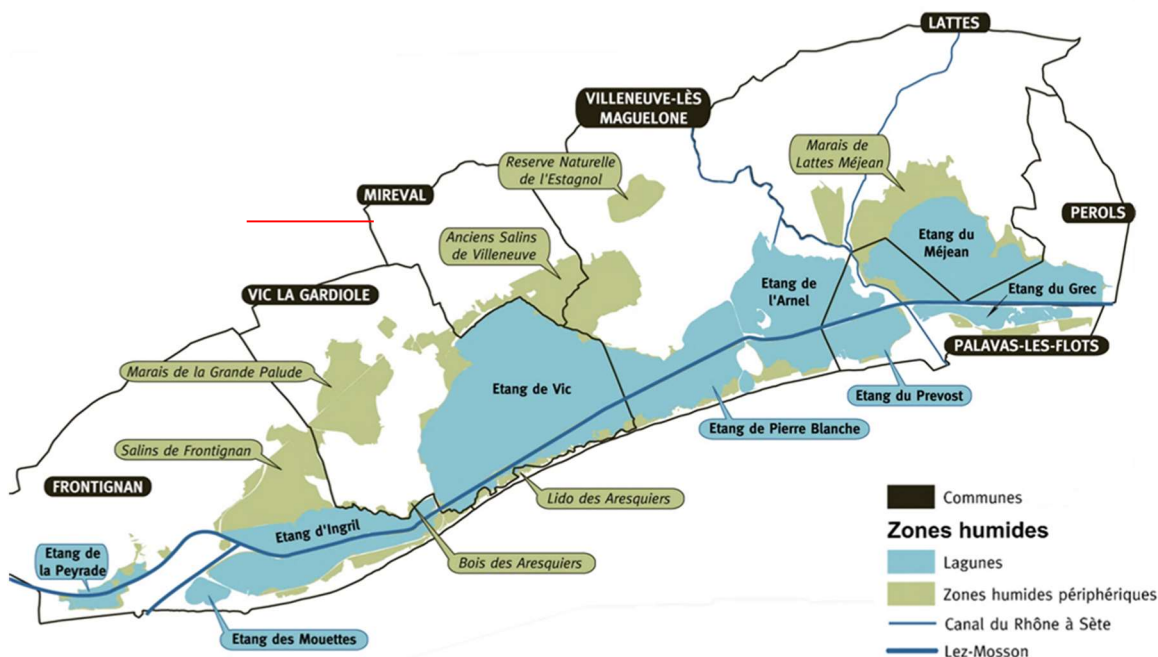 LATTES
VILLENEUVE-LÈS
MAGUELONE
Marais de
Lattes Méjean
Reserve Naturelle
de l'Estagnol
MIREVAL
PEROLS
Anciens Salins
de Villeneuve
Etang du
Méjean
Etang de
l'Arnel
Etang du Grec
VIC LA GARDIOLE
PALAVAS-LES-FLOTS
Marais de la Grande Palude
Etang de Vic
Etang du Prevost
Etang de Pierre Blanche
Salins de Frontignan
FRONTIGNAN
Lido des Aresquiers
Etang d'Ingril
Bois des Aresquiers
Etang de
la Peyrade
Etang des Mouettes
Communes
Zones humides
Lagunes
Zones humides périphériques
Canal du Rhône à Sète
Lez-Mosson